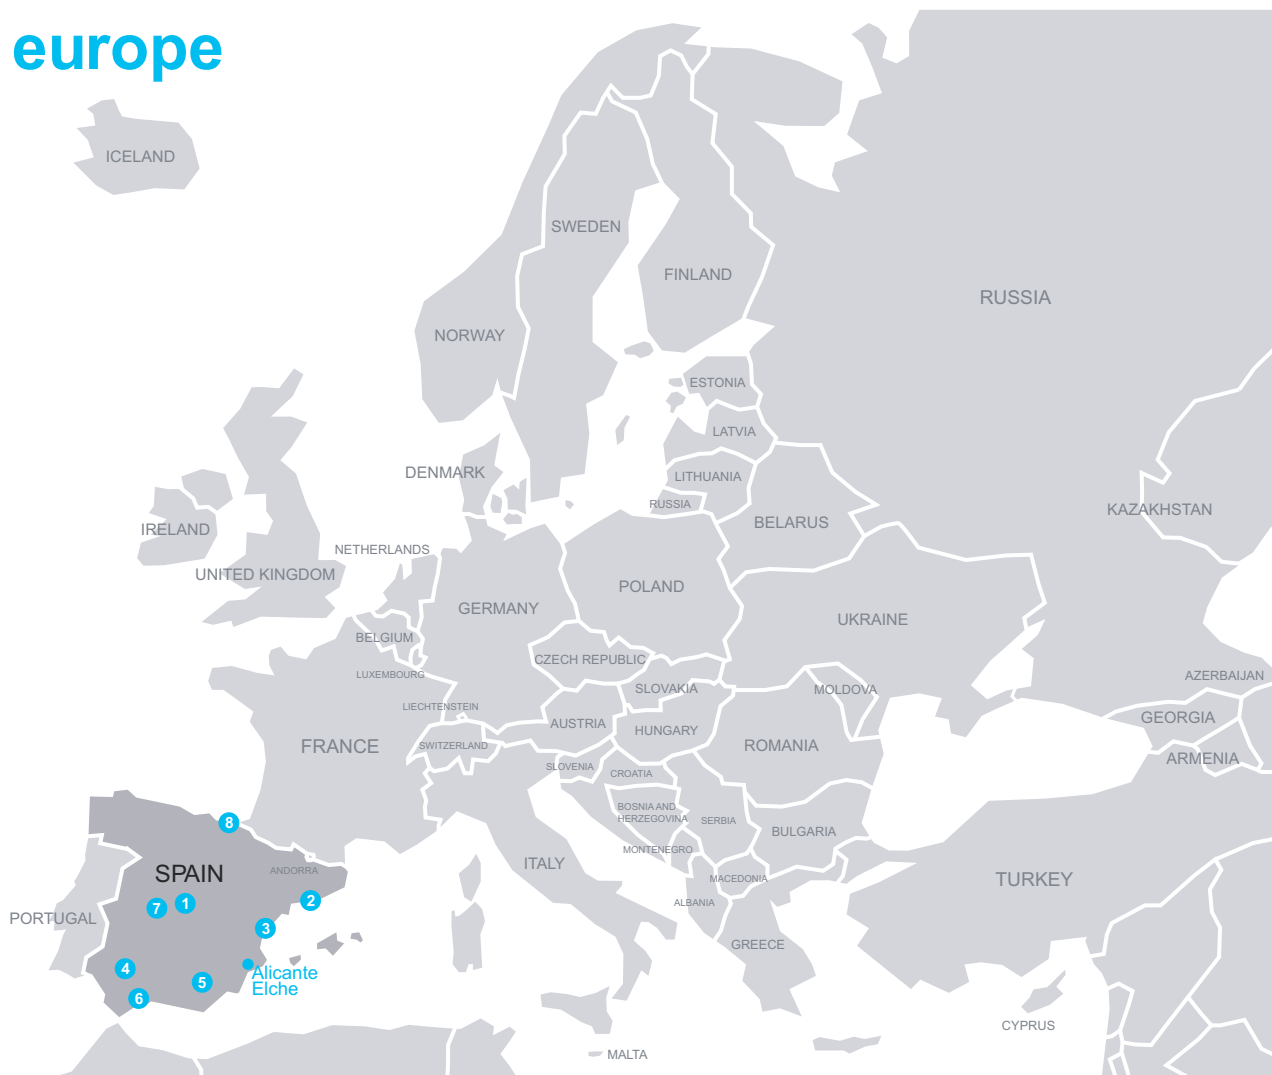 europe
ICELAND
SWEDEN
FINLAND
RUSSIA
NORWAY
ESTONIA
LATVIA
DENMARK
LITHUANIA
RUSSIA
KAZAKHSTAN
BELARUS
IRELAND
NETHERLANDS
UNITED KINGDOM
POLAND
GERMANY
UKRAINE
BELGIUM
CZECH REPUBLIC
LUXEMBOURG
AZERBAIJAN
SLOVAKIA
MOLDOVA
LIECHTENSTEIN
GEORGIA
AUSTRIA
HUNGARY
FRANCE
SWITZERLAND
ROMANIA
ARMENIA
SLOVENIA
CROATIA
BOSNIA AND
HERZEGOVINA
SERBIA
8
BULGARIA
MONTENEGRO
ITALY
SPAIN
ANDORRA
MACEDONIA
TURKEY
7
1
2
ALBANIA
PORTUGAL
3
GREECE
4
Alicante
Elche
5
6
CYPRUS
MALTA